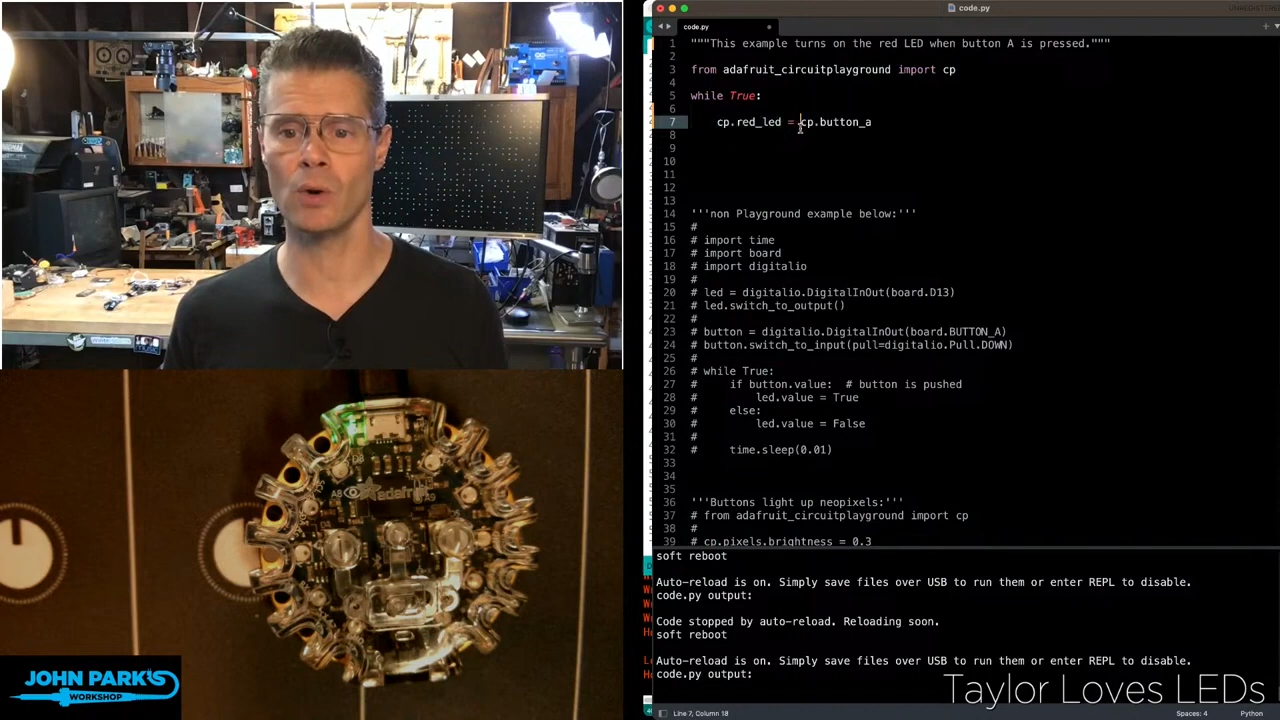 code.py
UNREGISTERED
code.py
1 """This example turns on the red LED when button A is pressed."""
2
3 from adafruit_circuitplayground import cp
4
5 while True:
6
7 cp.red_led = cp.button_a
8
9
10
11
12
13
14 '''non Playground example below:'''
15 #
16 # import time
17 # import board
18 # import digitalio
19 #
20 # led = digitalio.DigitalInOut(board.D13)
21 # led.switch_to_output()
22 #
23 # button = digitalio.DigitalInOut(board.BUTTON_A)
24 # button.switch_to_input(pull=digitalio.Pull.DOWN)
25 #
26 # while True:
27 # if button.value: # button is pushed
28 # led.value = True
29 # else:
30 # led.value = False
31 #
32 # time.sleep(0.01)
33
34
35
36 '''Buttons light up neopixels:'''
37 # from adafruit_circuitplayground import cp
38 #
39 # cp.pixels.brightness = 0.3
soft reboot
Auto-reload is on. Simply save files over USB to run them or enter REPL to disable.
code.py output:
Code stopped by auto-reload. Reloading soon.
soft reboot
Auto-reload is on. Simply save files over USB to run them or enter REPL to disable.
code.py output:
Line 7, Column 18
Spaces: 4
Python
Taylor Loves LEDs
A8
A9
JOHN PARK'S
WORKSHOP